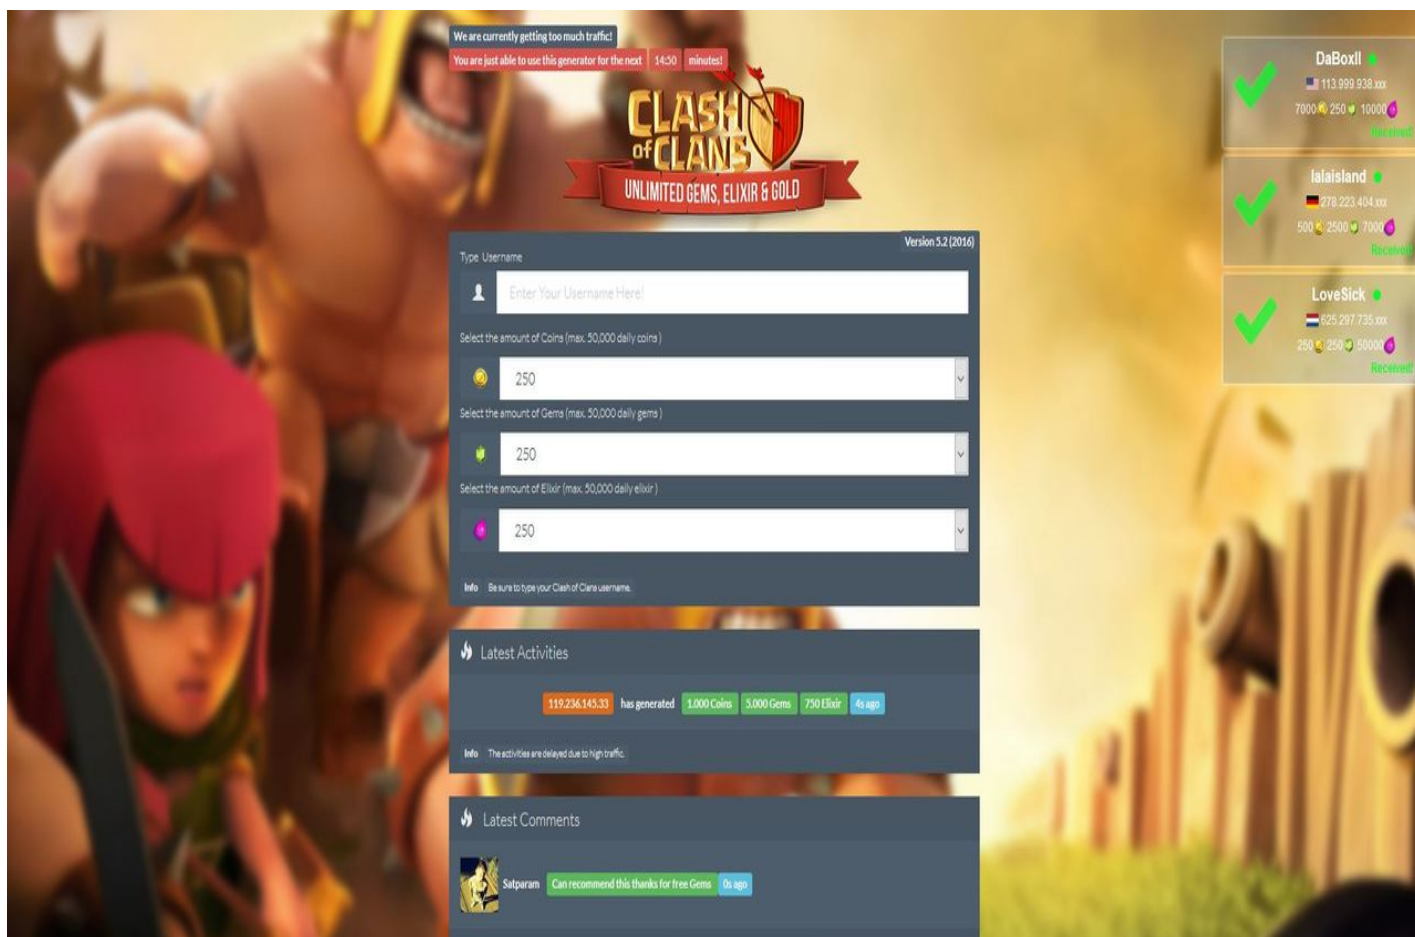 We are currently getting too much traffic!
You are just able to use this generator for the next 14:50 minutes!
CLASH
of CLANS
UNLIMITED GEMS, ELIXIR & GOLD
Version 5.2 (2016)
Type Username
Enter Your Username Here!
Select the amount of Coins (max. 50,000 daily coins )
250
Select the amount of Gems (max. 50,000 daily gems )
250
Select the amount of Elixir (max. 50,000 daily elixir )
250
Info Be sure to type your Clash of Clans username.
Latest Activities
119.236.145.33 has generated 1.000 Coins 5.000 Gems 750 Elixir 4s ago
Info The activities are delayed due to high traffic.
Latest Comments
Satparam Can recommend this thanks for free Gems 0s ago
DaBoxII
113.999.938.xxx
7000 250 10000
Received!
lalaisland
278.223.404.xxx
500 2500 7000
Received!
LoveSick
625.297.735.xxx
250 250 50000
Received!